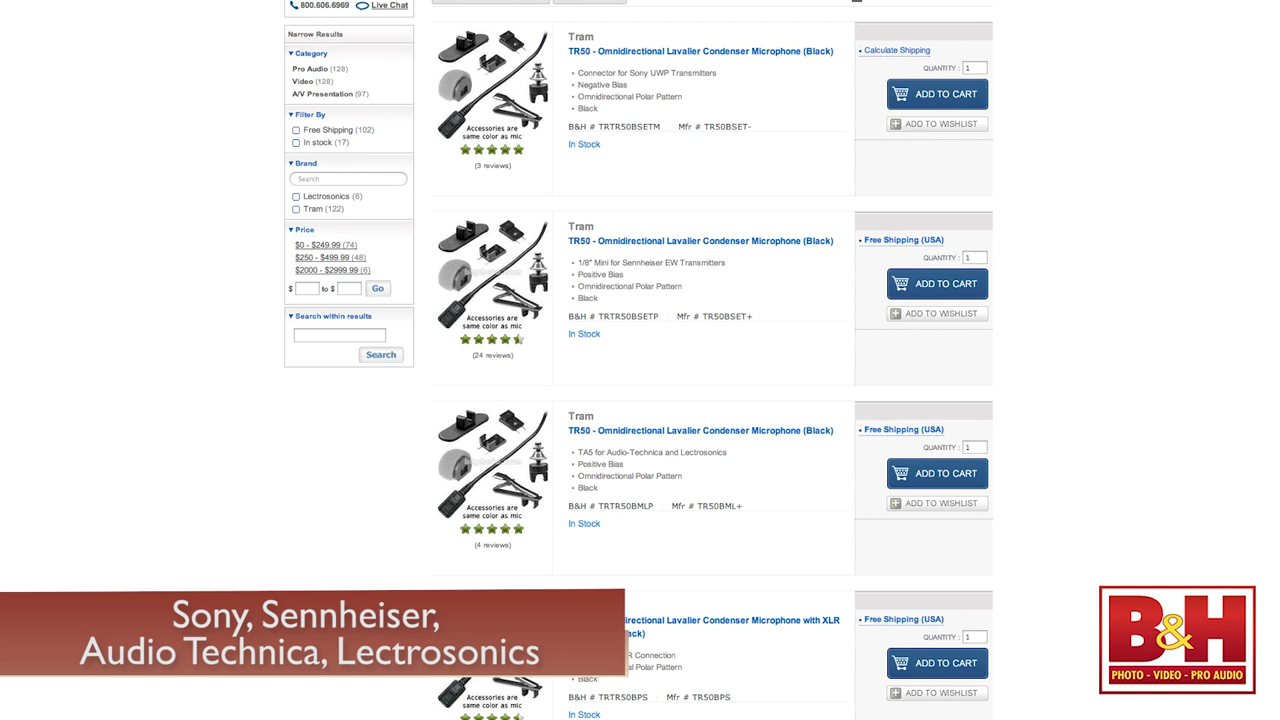 800.606.6969 Live Chat
Narrow Results
Category
Pro Audio (128)
Video (128)
A/V Presentation (97)
Filter By
Free Shipping (102)
In stock (17)
Brand
Search
Lectrosonics (6)
Tram (122)
Price
$0 - $249.99 (74)
$250 - $499.99 (48)
$2000 - $2999.99 (6)
$ to $ Go
Search within results
Search
Accessories are
same color as mic
(3 reviews)
Tram
TR50 - Omnidirectional Lavalier Condenser Microphone (Black)
• Connector for Sony UWP Transmitters
• Negative Bias
• Omnidirectional Polar Pattern
• Black
B&H # TRTR50BSETM Mfr # TR50BSET-
In Stock
• Calculate Shipping
QUANTITY : 1
ADD TO CART
ADD TO WISHLIST
Accessories are
same color as mic
(24 reviews)
Tram
TR50 - Omnidirectional Lavalier Condenser Microphone (Black)
• 1/8" Mini for Sennheiser EW Transmitters
• Positive Bias
• Omnidirectional Polar Pattern
• Black
B&H # TRTR50BSETP Mfr # TR50BSET+
In Stock
• Free Shipping (USA)
QUANTITY : 1
ADD TO CART
ADD TO WISHLIST
Accessories are
same color as mic
(4 reviews)
Tram
TR50 - Omnidirectional Lavalier Condenser Microphone (Black)
• TA5 for Audio-Technica and Lectrosonics
• Positive Bias
• Omnidirectional Polar Pattern
• Black
B&H # TRTR50BMLP Mfr # TR50BML+
In Stock
• Free Shipping (USA)
QUANTITY : 1
ADD TO CART
ADD TO WISHLIST
Accessories are
same color as mic
Lavalier Condenser Microphone with XLR
Connection
Polar Pattern
Black
B&H # TRTR50BPS Mfr # TR50BPS
In Stock
• Free Shipping (USA)
QUANTITY : 1
ADD TO CART
ADD TO WISHLIST
Sony, Sennheiser,
Audio Technica, Lectrosonics
B&H
PHOTO - VIDEO - PRO AUDIO